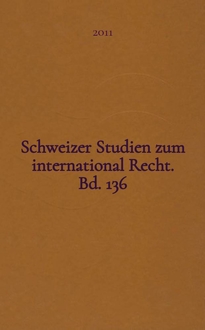 2011
Schweizer Studien zum
international Recht.
Bd. 136